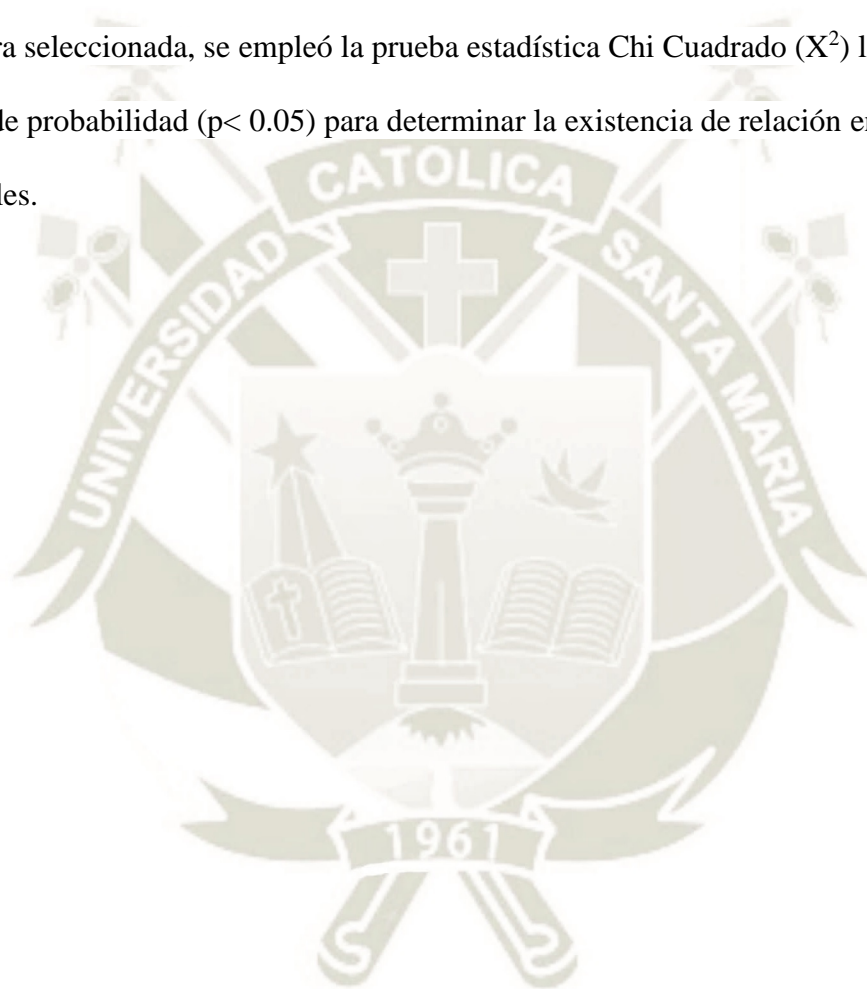 ra seleccionada, se empleó la prueba estadística Chi Cuadrado (X²) l
de probabilidad (p< 0.05) para determinar la existencia de relación e
les.
CATOLICA
UNIVERSIDAD
SANTA MARIA
1961